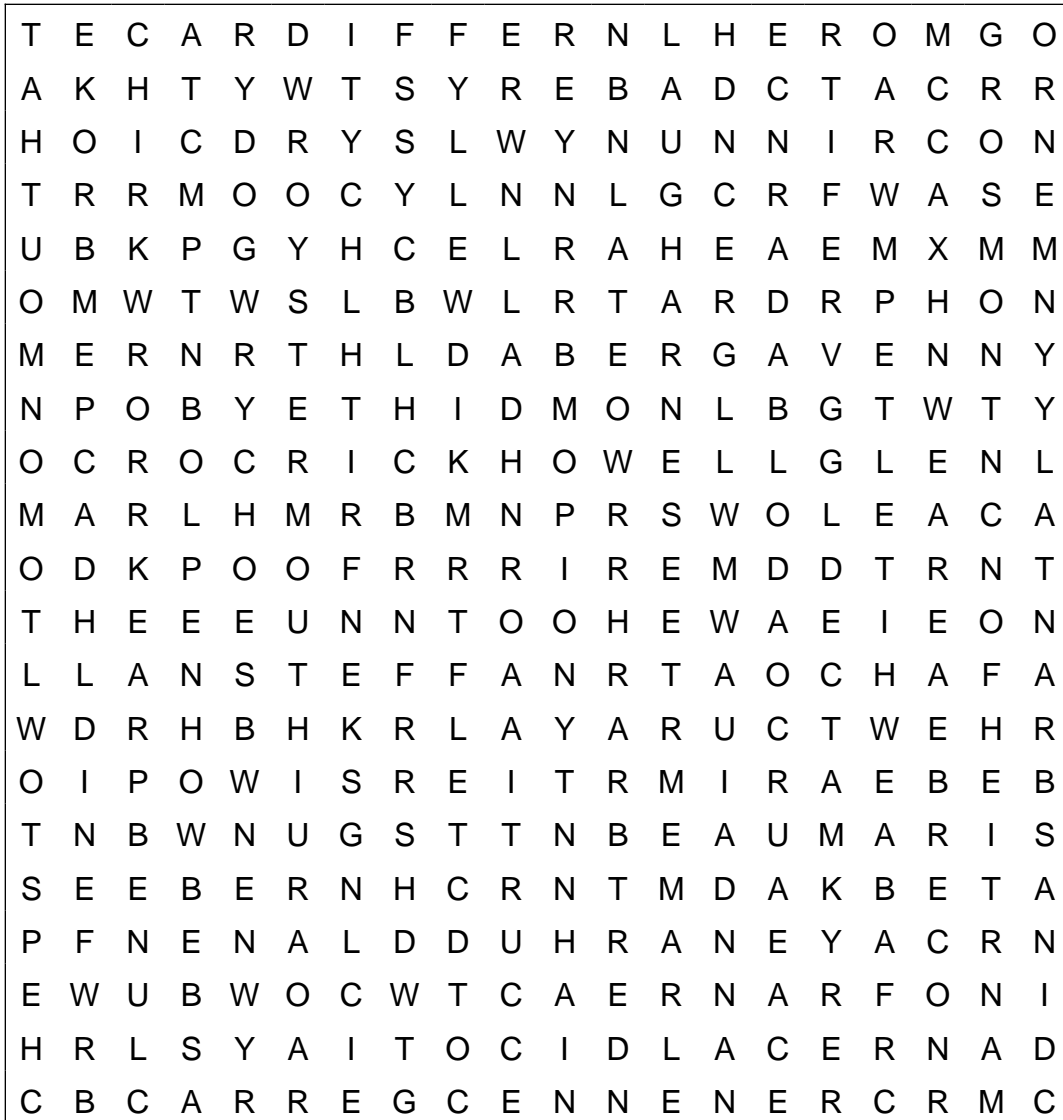 T E C A R D I F F E R N L H E R O M G O
A K H T Y W T S Y R E B A D C T A C R R
H O I C D R Y S L W Y N U N N I R C O N
T R R M O O C Y L N N L G C R F W A S E
U B K P G Y H C E L R A H E A E M X M M
O M W T W S L B W L R T A R D R P H O N
M E R N R T H L D A B E R G A V E N N Y
N P O B Y E T H I D M O N L B G T W T Y
O C R O C R I C K H O W E L L G L E N L
M A R L H M R B M N P R S W O L E A C A
O D K P O O F R R R I R E M D D T R N T
T H E E E U N N T O O H E W A E I E O N
L L A N S T E F F A N R T A O C H A F A
W D R H B H K R L A Y A R U C T W E H R
O I P O W I S R E I T R M I R A E B E B
T N B W N U G S T T N B E A U M A R I S
S E E B E R N H C R N T M D A K B E T A
P F N E N A L D D U H R A N E Y A C R N
E W U B W O C W T C A E R N A R F O N I
H R L S Y A I T O C I D L A C E R N A D
C B C A R R E G C E N N E N E R C R M C